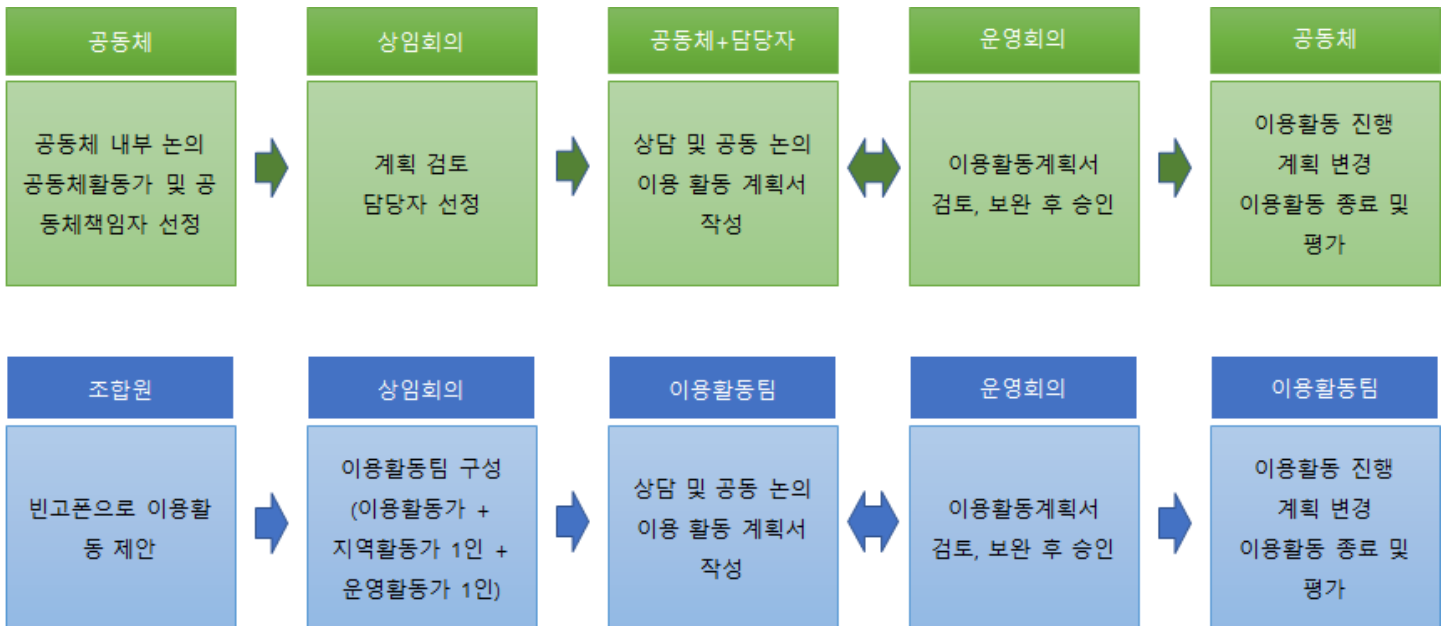 공동체
상임회의
공동체+담당자
운영회의
공동체
공동체 내부 논의
공동체활동가 및 공
동체책임자 선정
계획 검토
담당자 선정
상담 및 공동 논의
이용 활동 계획서
작성
이용활동계획서
검토, 보완 후 승인
이용활동 진행
계획 변경
이용활동 종료 및
평가
조합원
상임회의
이용활동팀
운영회의
이용활동팀
빈고폰으로 이용활
동 제안
이용활동팀 구성
(이용활동가 +
지역활동가 1인 +
운영활동가 1인)
상담 및 공동 논의
이용 활동 계획서
작성
이용활동계획서
검토, 보완 후 승인
이용활동 진행
계획 변경
이용활동 종료 및
평가